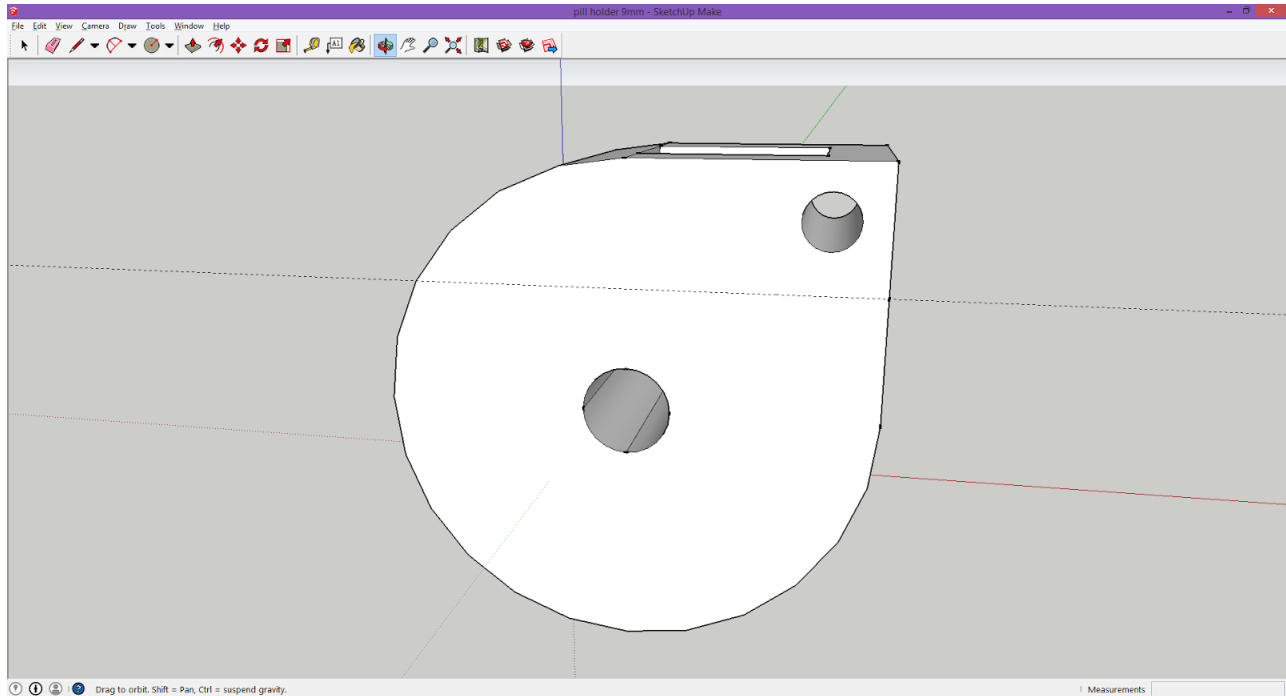 pill holder 9mm - SketchUp Make
File Edit View Camera Draw Tools Window Help
A1
Drag to orbit. Shift = Pan, Ctrl = suspend gravity.
Measurements